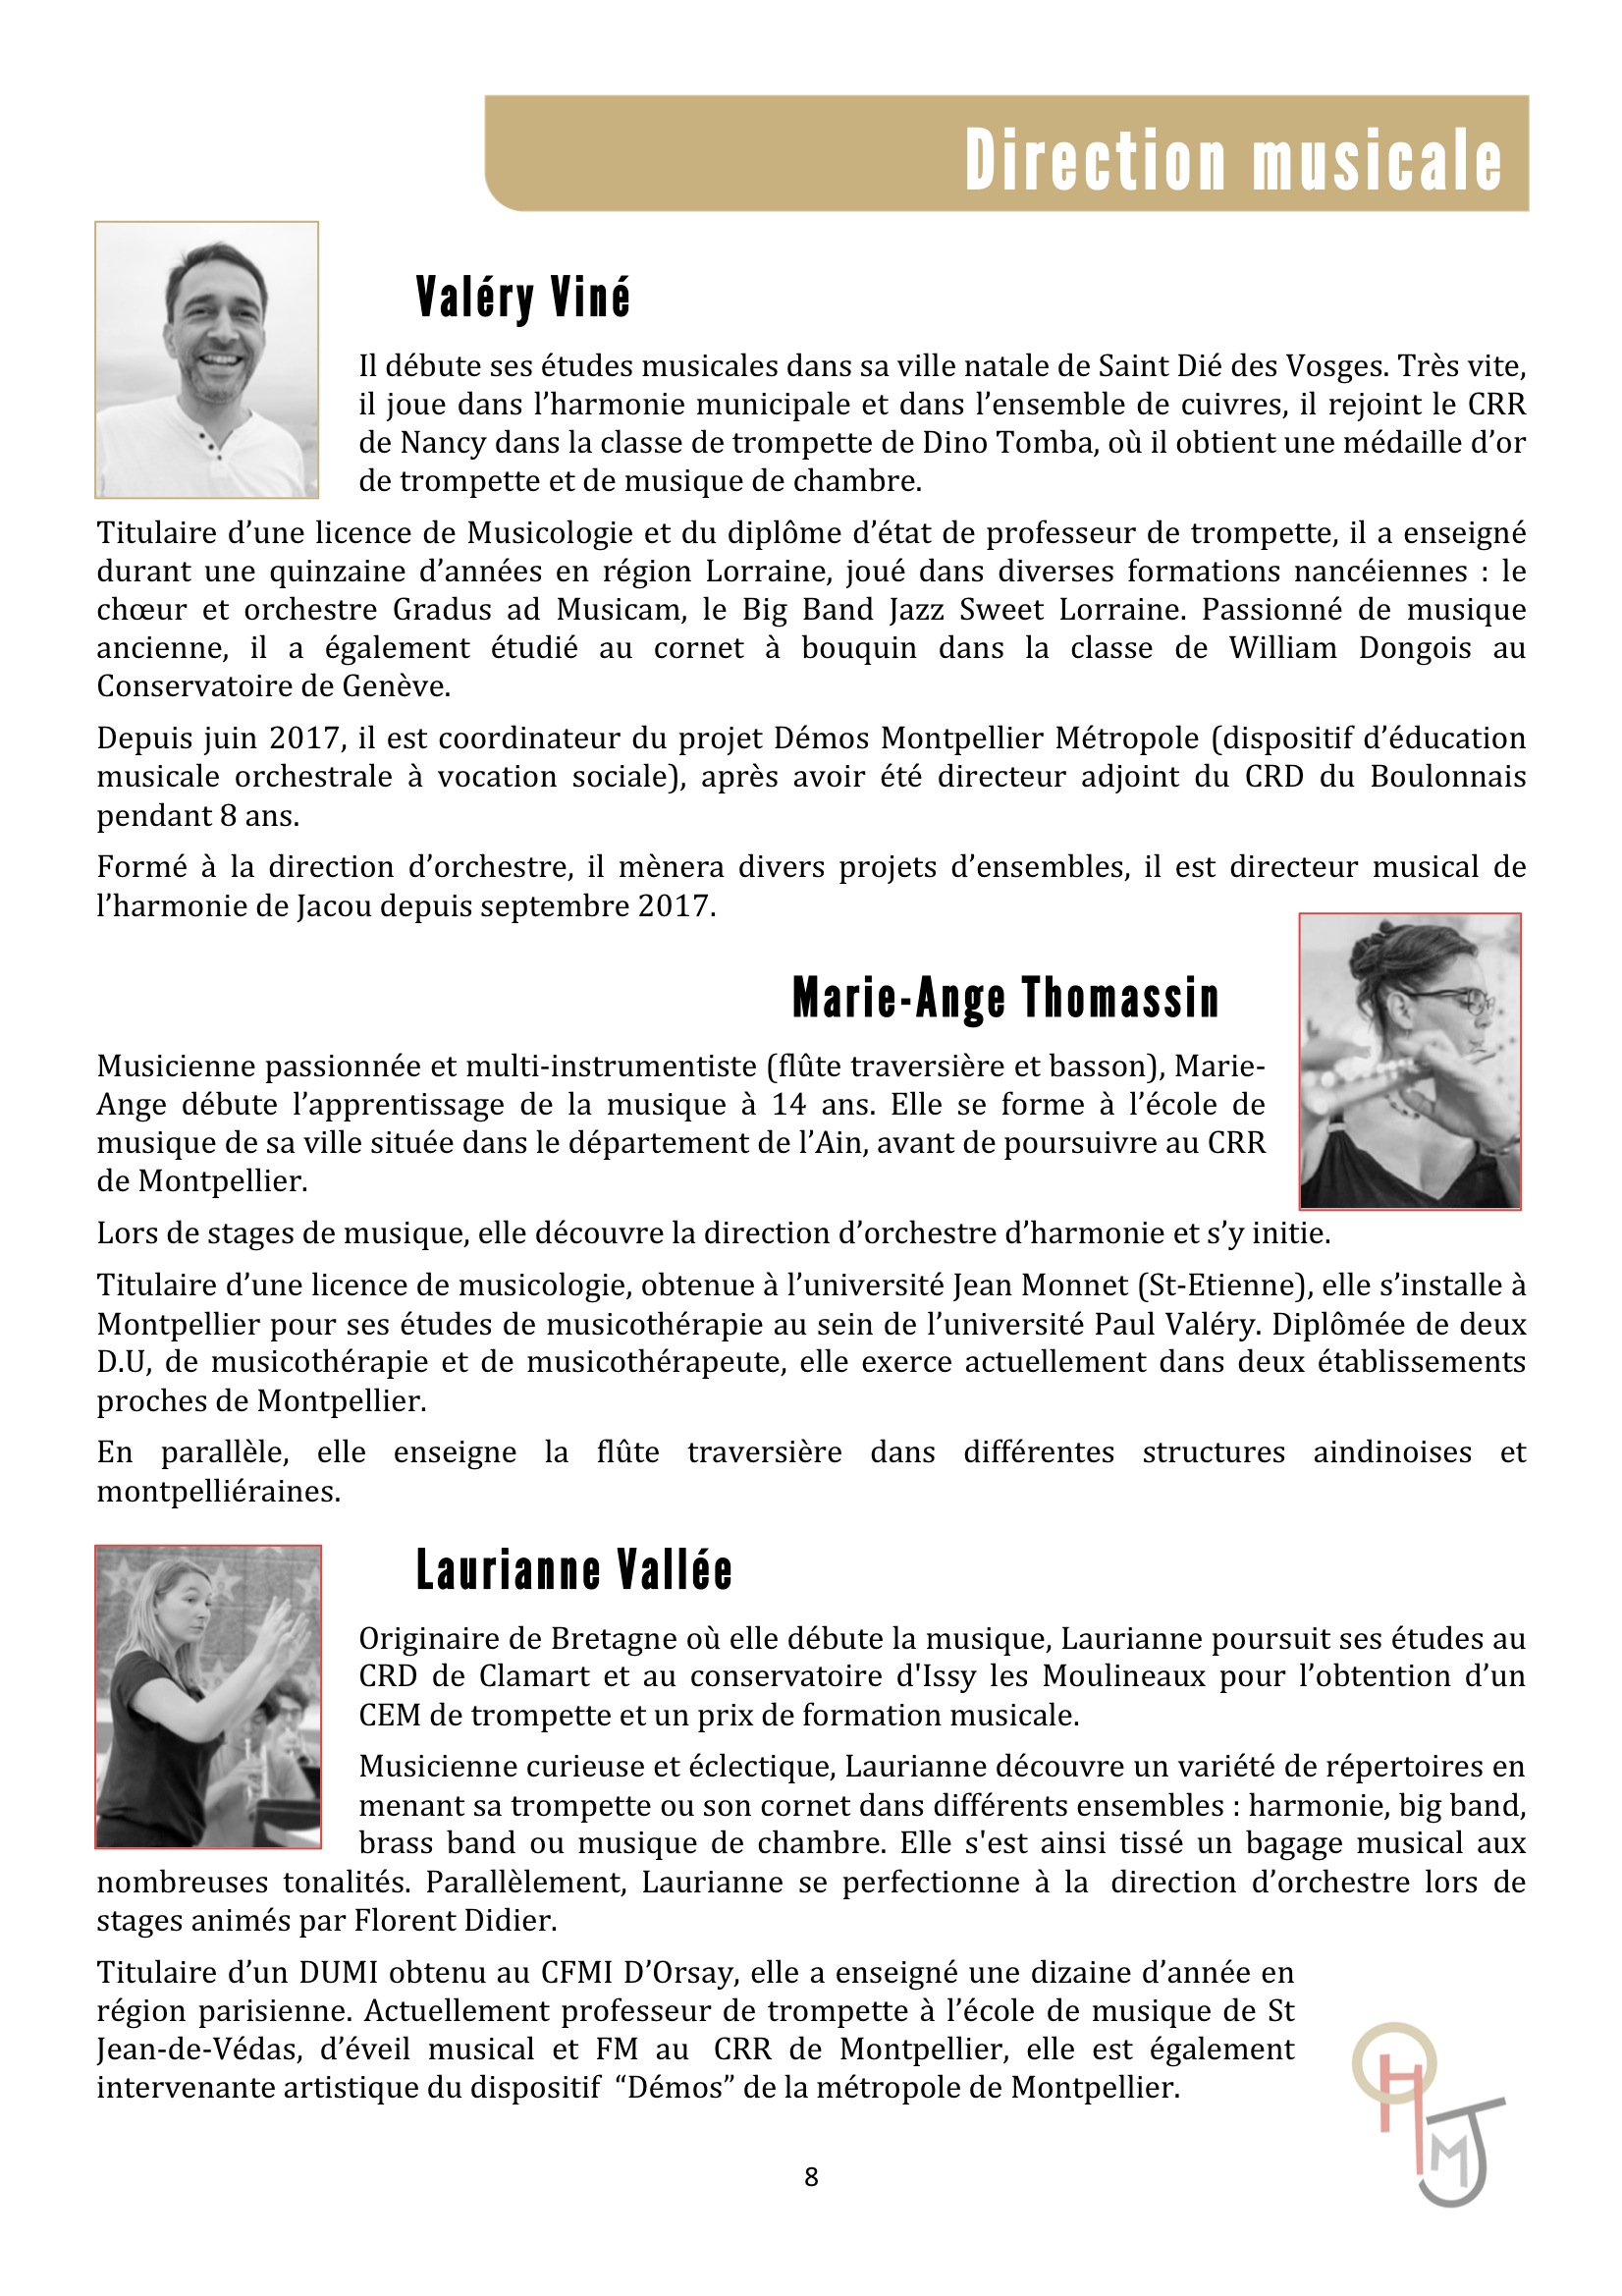 Direction musicale
Valéry Viné
Il débute ses études musicales dans sa ville natale de Saint Dié des Vosges. Très vite,
il joue dans l’harmonie municipale et dans l’ensemble de cuivres, il rejoint le CRR
de Nancy dans la classe de trompette de Dino Tomba, où il obtient une médaille d’or
de trompette et de musique de chambre.
Titulaire d’une licence de Musicologie et du diplôme d’état de professeur de trompette, il a enseigné
durant une quinzaine d’années en région Lorraine, joué dans diverses formations nancéiennes : le
chœur et orchestre Gradus ad Musicam, le Big Band Jazz Sweet Lorraine. Passionné de musique
ancienne, il a également étudié au cornet à bouquin dans la classe de William Dongois au
Conservatoire de Genève.
Depuis juin 2017, il est coordinateur du projet Démos Montpellier Métropole (dispositif d’éducation
musicale orchestrale à vocation sociale), après avoir été directeur adjoint du CRD du Boulonnais
pendant 8 ans.
Formé à la direction d’orchestre, il mènera divers projets d’ensembles, il est directeur musical de
l’harmonie de Jacou depuis septembre 2017.
Marie-Ange Thomassin
Musicienne passionnée et multi-instrumentiste (flûte traversière et basson), Marie-
Ange débute l’apprentissage de la musique à 14 ans. Elle se forme à l’école de
musique de sa ville située dans le département de l’Ain, avant de poursuivre au CRR
de Montpellier.
Lors de stages de musique, elle découvre la direction d’orchestre d’harmonie et s’y initie.
Titulaire d’une licence de musicologie, obtenue à l’université Jean Monnet (St-Etienne), elle s’installe à
Montpellier pour ses études de musicothérapie au sein de l’université Paul Valéry. Diplômée de deux
D.U, de musicothérapie et de musicothérapeute, elle exerce actuellement dans deux établissements
proches de Montpellier.
En parallèle, elle enseigne la flûte traversière dans différentes structures aindinoises et
montpelliéraines.
Laurianne Vallée
Originaire de Bretagne où elle débute la musique, Laurianne poursuit ses études au
CRD de Clamart et au conservatoire d'Issy les Moulineaux pour l’obtention d’un
CEM de trompette et un prix de formation musicale.
Musicienne curieuse et éclectique, Laurianne découvre un variété de répertoires en
menant sa trompette ou son cornet dans différents ensembles : harmonie, big band,
brass band ou musique de chambre. Elle s'est ainsi tissé un bagage musical aux
nombreuses tonalités. Parallèlement, Laurianne se perfectionne à la direction d’orchestre lors de
stages animés par Florent Didier.
Titulaire d’un DUMI obtenu au CFMI D’Orsay, elle a enseigné une dizaine d’année en
région parisienne. Actuellement professeur de trompette à l’école de musique de St
Jean-de-Védas, d’éveil musical et FM au CRR de Montpellier, elle est également
intervenante artistique du dispositif “Démos” de la métropole de Montpellier.
OHMJ
8